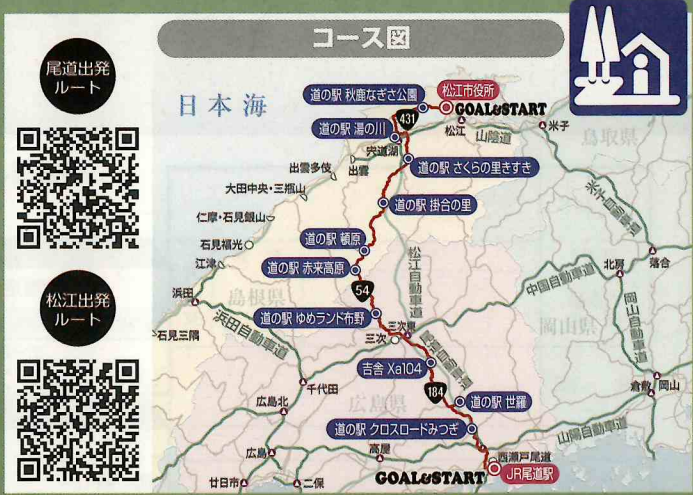 コース図
尾道出発
ルート
松江出発
ルート
日本海
道の駅 秋鹿なぎさ公園
松江市役所
GOAL&START
431
道の駅 湯の川
松江
山陰道
米子
鳥取県
宍道湖
出雲多伎
出雲
道の駅 さくらの里きすき
大田中央・三瓶山
米子自動車道
仁摩・石見銀山
道の駅 掛合の里
石見福光
道の駅 頓原
江津
道の駅 赤来高原
松江自動車道
北房
落合
浜田
島根県
54
中国自動車道
岡山自動車道
岡山県
道の駅 ゆめランド布野
浜田自動車道
三次東
三次
石見三隅
尾道自動車道
吉舎 Xa104
千代田
184
倉敷
岡山
広島北
広島県
道の駅 世羅
道の駅 クロスロードみつぎ
山陽自動車道
広島
高屋
西瀬戸尾道
廿日市
二保
GOAL&START
JR尾道駅